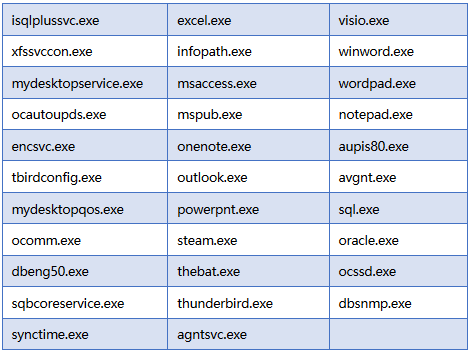 isqlplussvc.exe excel.exe visio.exe
xfssvccon.exe infopath.exe winword.exe
mydesktopservice.exe msaccess.exe wordpad.exe
ocautoupds.exe mspub.exe notepad.exe
encsvc.exe onenote.exe aupis80.exe
tbirdconfig.exe outlook.exe avgnt.exe
mydesktopqos.exe powerpnt.exe sql.exe
ocomm.exe steam.exe oracle.exe
dbeng50.exe thebat.exe ocssd.exe
sqbcoreservice.exe thunderbird.exe dbsnmp.exe
synctime.exe agntsvc.exe